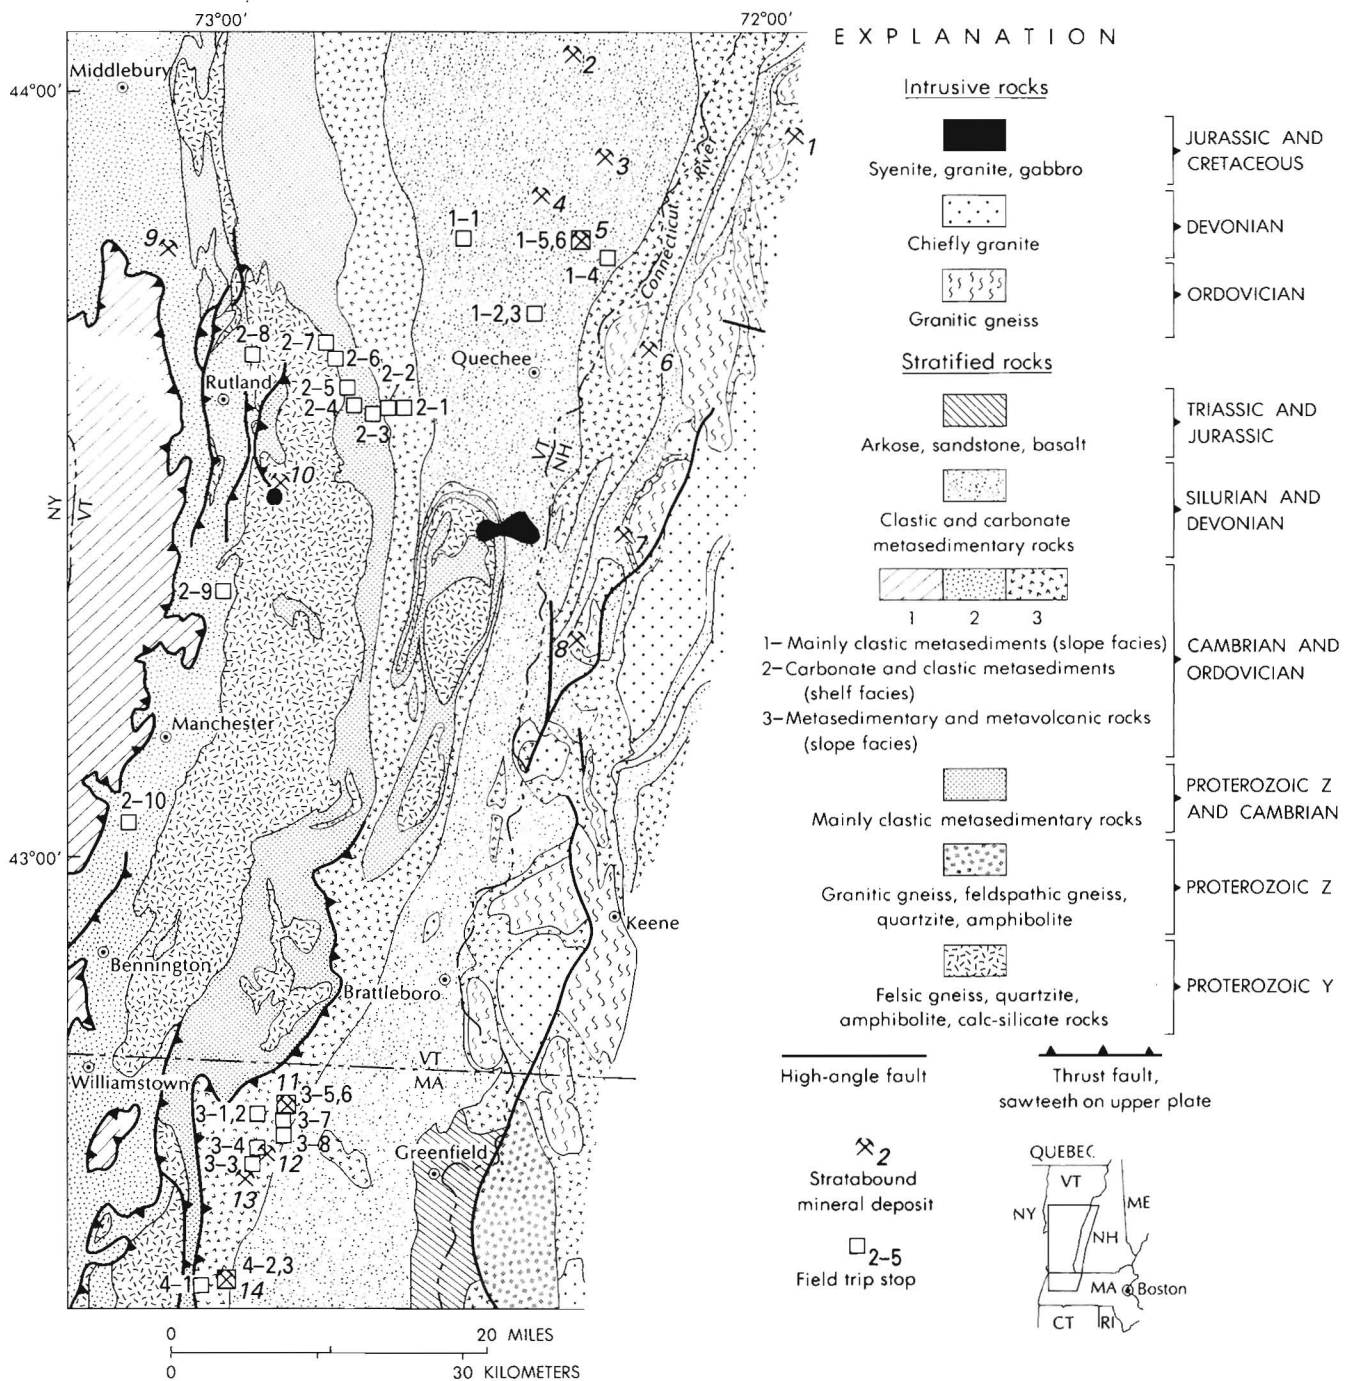 73°00'
72°00'
Middlebury
44°00'
2
1
3
4
River
Connecticut
9
1-1
5
1-5,6
1-4
1-2,3
6
2-8
2-7
2-6
Quechee
Rutland
2-5
2-2
2-4
2-1
2-3
VT
NH
10
NY
VT
7
2-9
8
Manchester
2-10
43°00'
Keene
Bennington
Brattleboro
VT
MA
Williamstown
11
3-5,6
3-1,2
3-7
3-4
3-8
3-3
12
Greenfield
13
4-2,3
4-1
14
0 20 MILES
0 30 KILOMETERS
EXPLANATION
Intrusive rocks
Syenite, granite, gabbro
JURASSIC AND
CRETACEOUS
Chiefly granite
DEVONIAN
Granitic gneiss
ORDOVICIAN
Stratified rocks
Arkose, sandstone, basalt
TRIASSIC AND
JURASSIC
Clastic and carbonate
metasedimentary rocks
SILURIAN AND
DEVONIAN
1 2 3
1–Mainly clastic metasediments (slope facies)
2–Carbonate and clastic metasediments
(shelf facies)
3–Metasedimentary and metavolcanic rocks
(slope facies)
CAMBRIAN AND
ORDOVICIAN
Mainly clastic metasedimentary rocks
PROTEROZOIC Z
AND CAMBRIAN
Granitic gneiss, feldspathic gneiss,
quartzite, amphibolite
PROTEROZOIC Z
Felsic gneiss, quartzite,
amphibolite, calc-silicate rocks
PROTEROZOIC Y
High-angle fault
Thrust fault,
sawteeth on upper plate
2
Stratabound
mineral deposit
2-5
Field trip stop
QUEBEC
VT
ME
NY
NH
MA
Boston
CT
RI